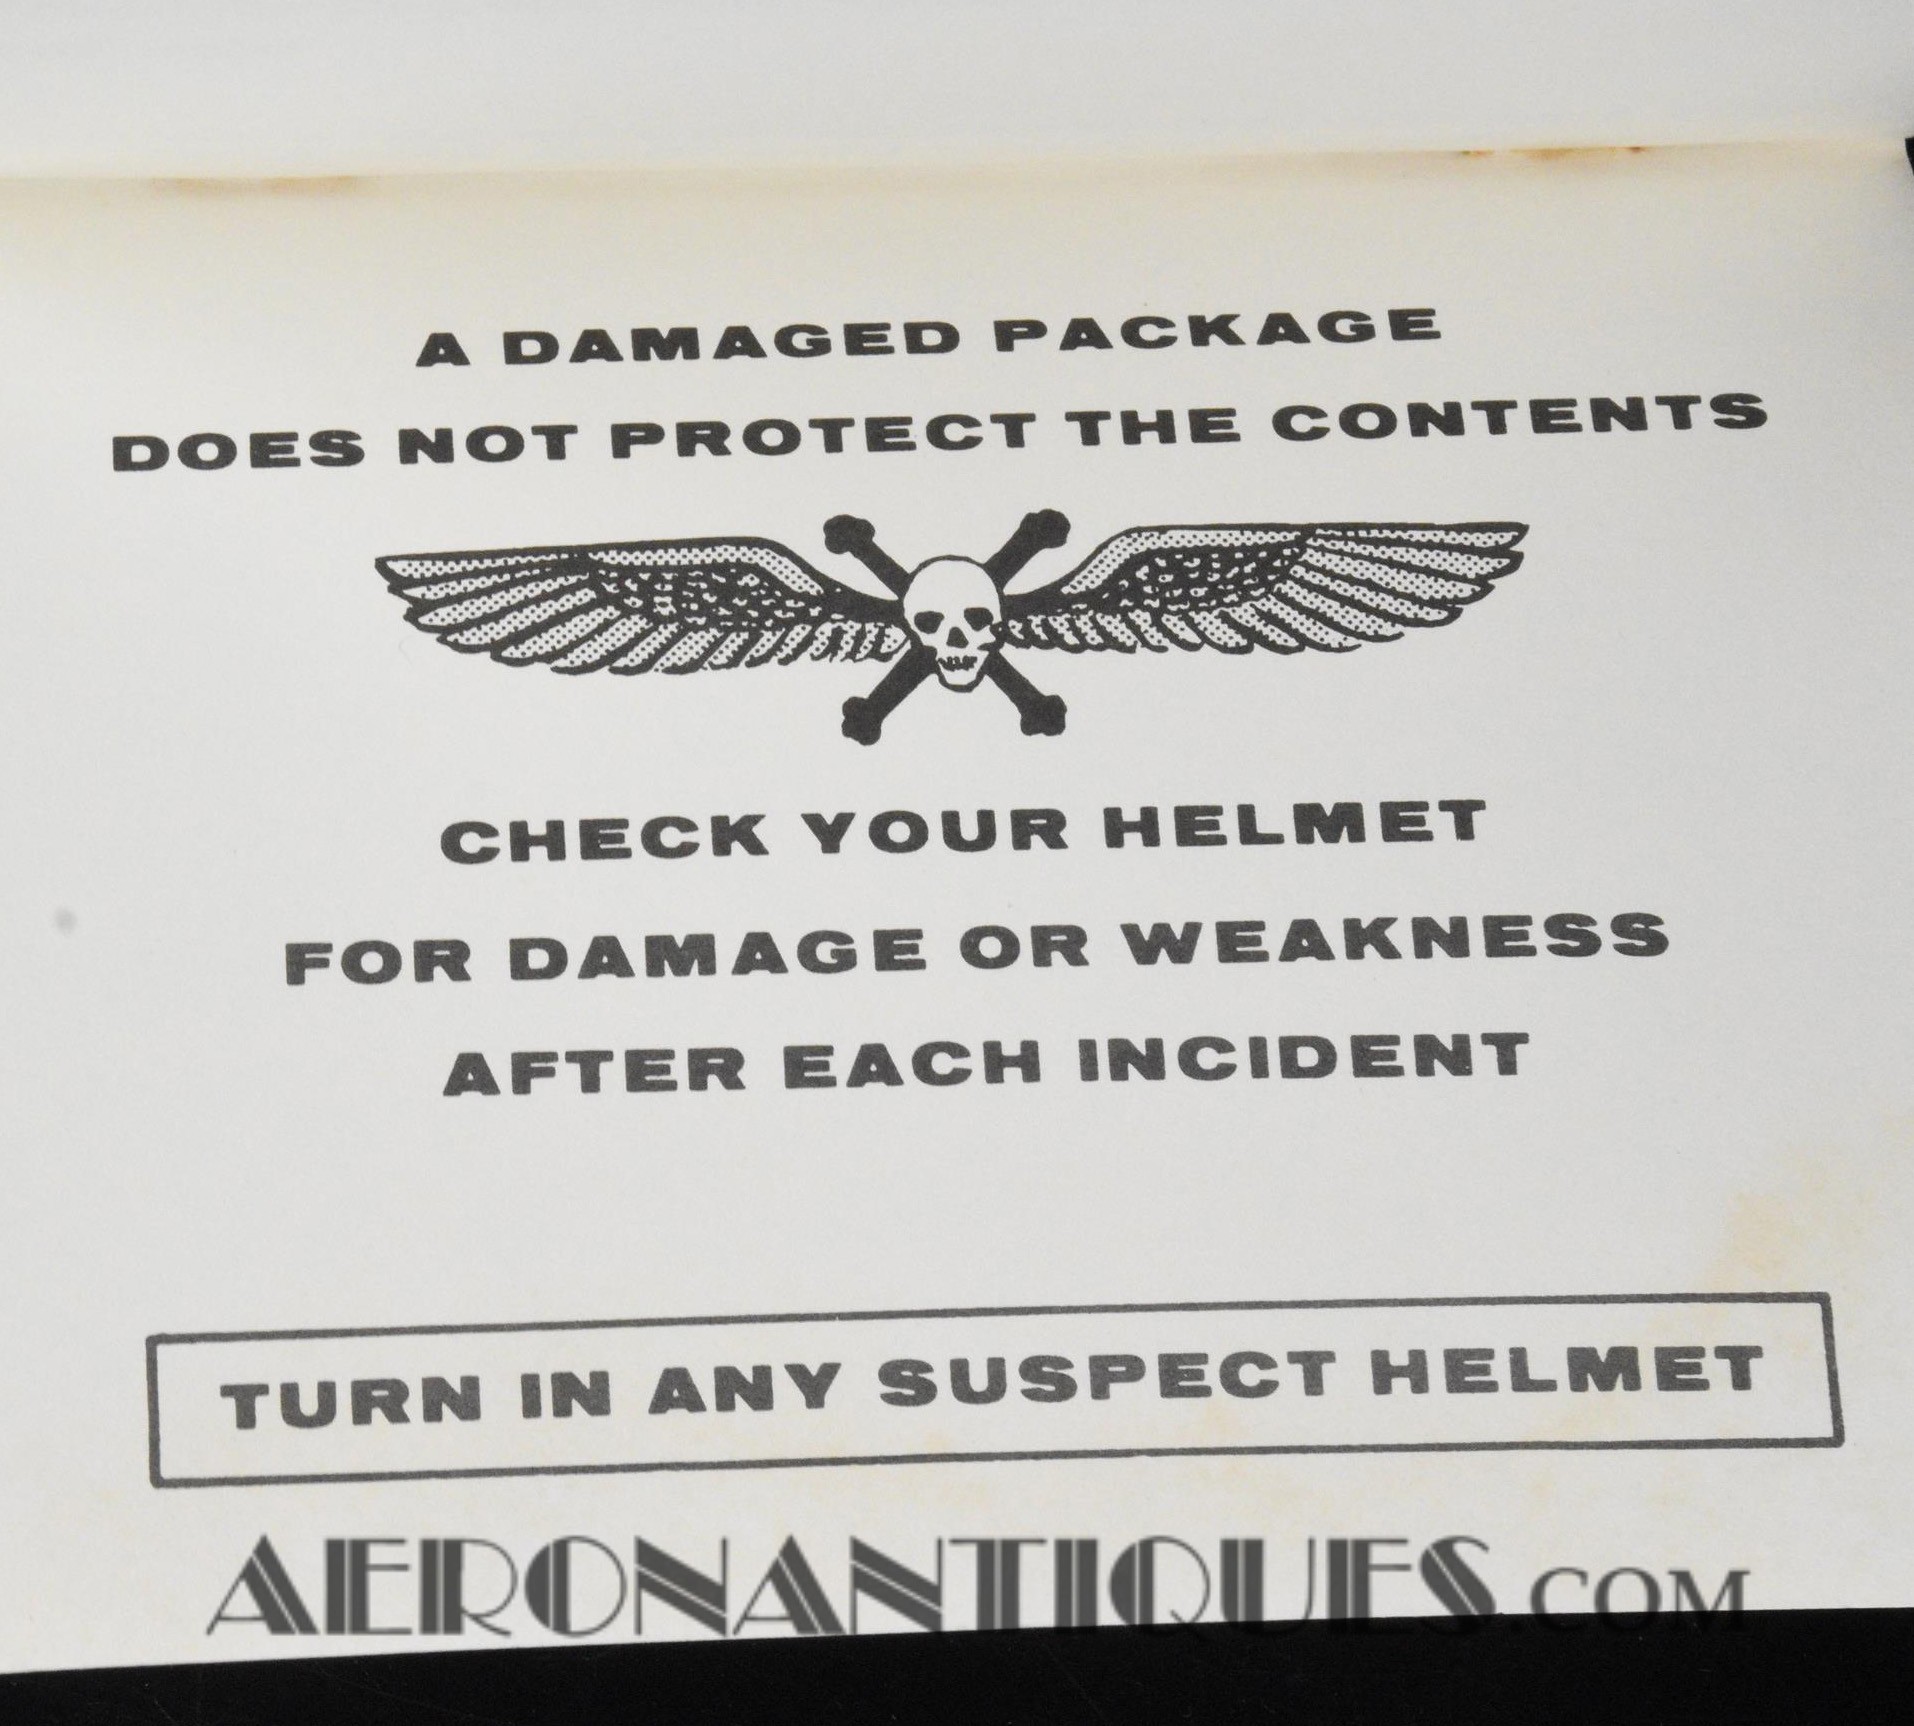 A DAMAGED PACKAGE
DOES NOT PROTECT THE CONTENTS
CHECK YOUR HELMET
FOR DAMAGE OR WEAKNESS
AFTER EACH INCIDENT
TURN IN ANY SUSPECT HELMET
AERONANTIQUES.COM